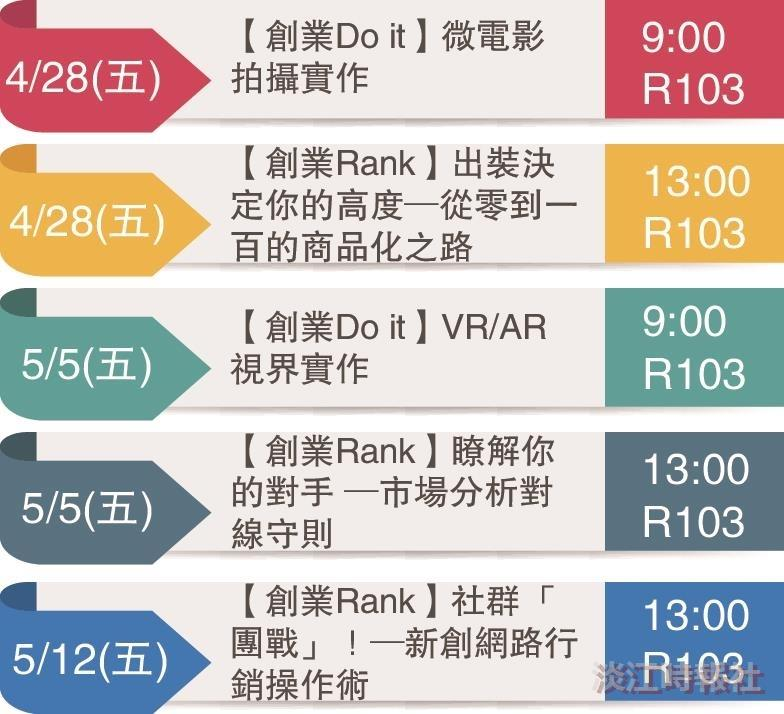 4/28(五)
【創業Do it】微電影
拍攝實作
9:00
R103
4/28(五)
【創業Rank】出裝決
定你的高度─從零到一
百的商品化之路
13:00
R103
5/5(五)
【創業Do it】VR/AR
視界實作
9:00
R103
5/5(五)
【創業Rank】瞭解你
的對手 ─市場分析對
線守則
13:00
R103
5/12(五)
【創業Rank】社群「
團戰」!─新創網路行
銷操作術
13:00
R103
淡江時報社